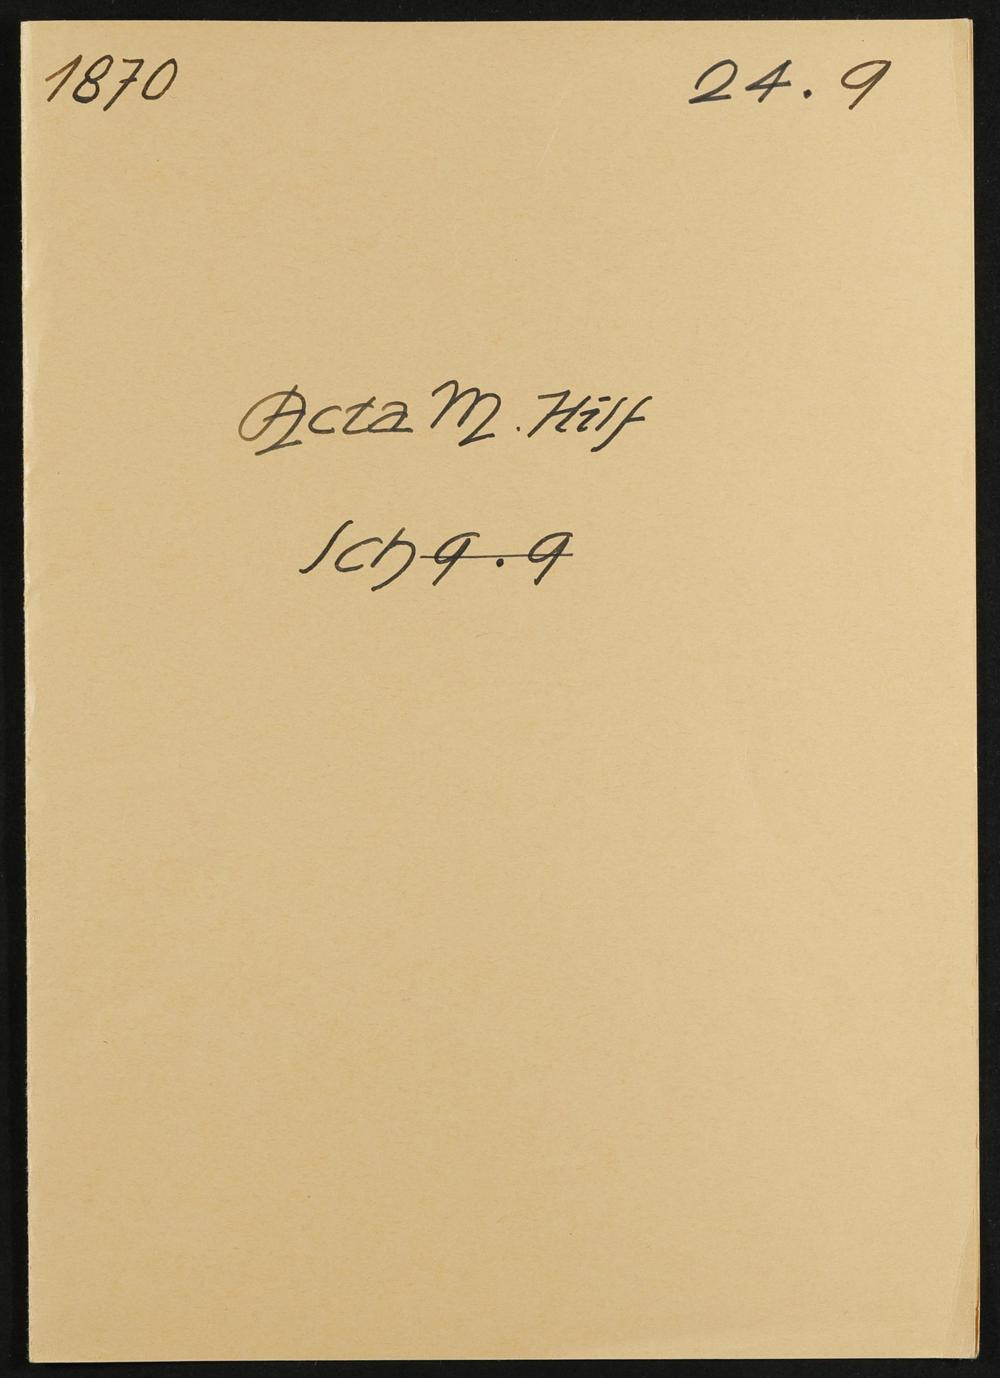 1870 24.9
Acta M. Hilf
Sch 9.9